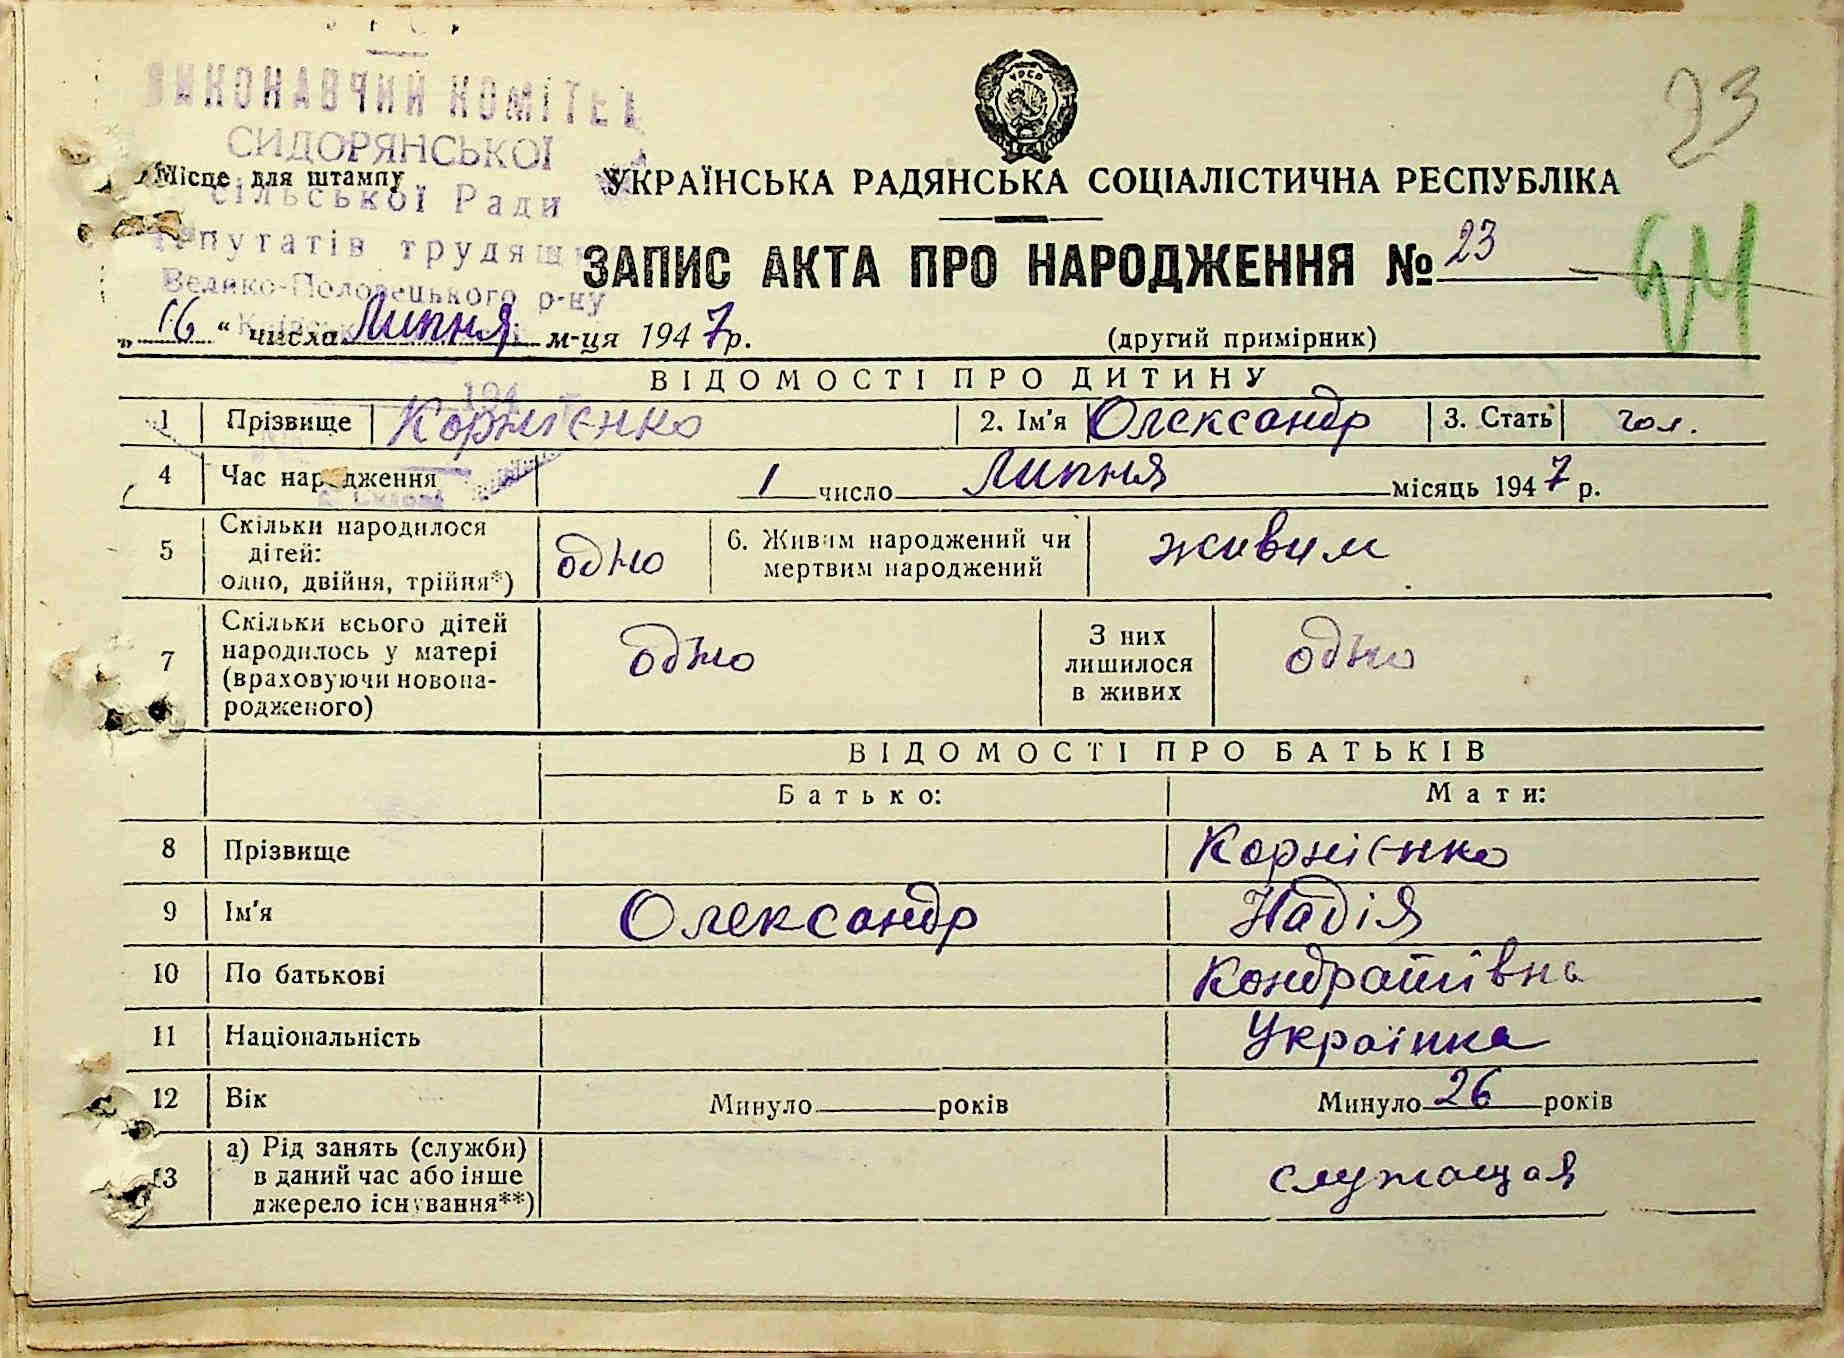 23
ВИКОНАВЧИЙ КОМІТЕТ
СИДОРЯНСЬКОЇ
сільської Ради
депутатів трудящ
Велико-Половецького р-ну
Місце для штампу
УРСР
УКРАЇНСЬКА РАДЯНСЬКА СОЦІАЛІСТИЧНА РЕСПУБЛІКА
ЗАПИС АКТА ПРО НАРОДЖЕННЯ № 23
„16“ числа Липня м-ця 1947 р. (другий примірник)
194
ВІДОМОСТІ ПРО ДИТИНУ
1 Прізвище Корнієнко 2. Ім'я Олександр 3. Стать чол.
4 Час народження 1 число Липня місяць 1947 р.
5 Скільки народилося дітей: одно, двійня, трійня*) одно 6. Живим народжений чи мертвим народжений живим
7 Скільки всього дітей народилось у матері (враховуючи новонародженого) одно З них лишилося в живих одно
ВІДОМОСТІ ПРО БАТЬКІВ
Батько: Мати:
8 Прізвище Корнієнко
9 Ім'я Олександр Надія
10 По батькові Кондратівна
11 Національність Українка
12 Вік Минуло років Минуло 26 років
13 а) Рід занять (служби) в даний час або інше джерело існування**) служащая